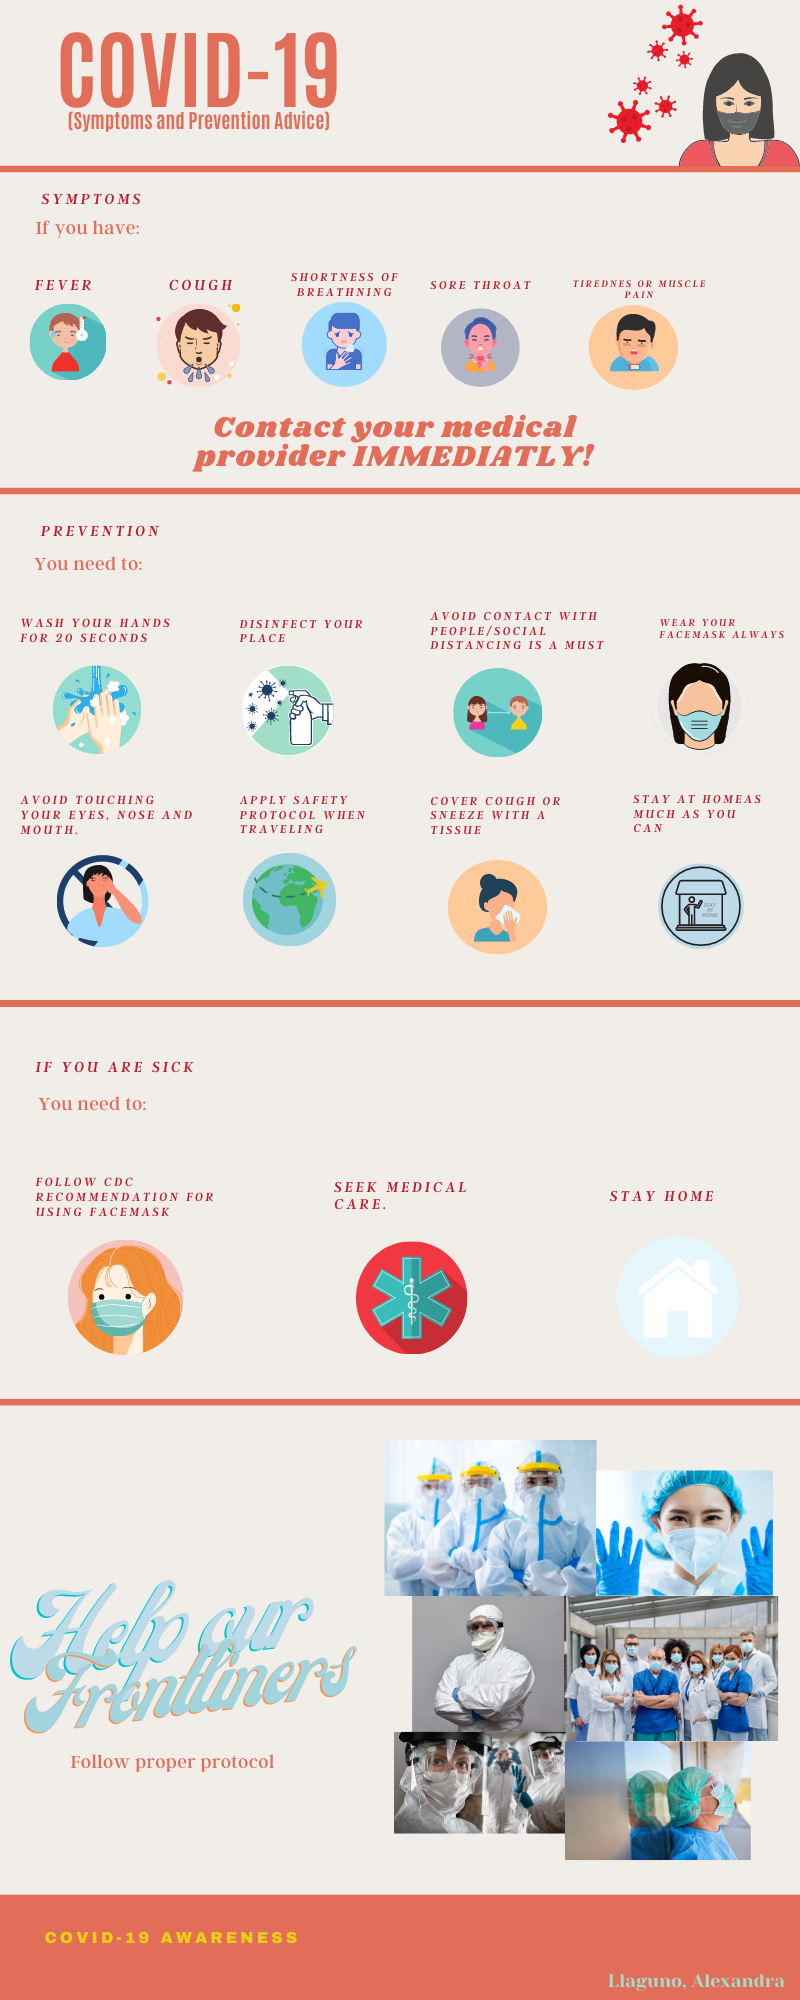 COVID-19
(Symptoms and Prevention Advice)
SYMPTOMS
If you have:
FEVER
COUGH
SHORTNESS OF
BREATHNING
SORE THROAT
TIREDNES OR MUSCLE
PAIN
Contact your medical
provider IMMEDIATLY!
PREVENTION
You need to:
WASH YOUR HANDS
FOR 20 SECONDS
DISINFECT YOUR
PLACE
AVOID CONTACT WITH
PEOPLE/SOCIAL
DISTANCING IS A MUST
WEAR YOUR
FACEMASK ALWAYS
AVOID TOUCHING
YOUR EYES, NOSE AND
MOUTH.
APPLY SAFETY
PROTOCOL WHEN
TRAVELING
COVER COUGH OR
SNEEZE WITH A
TISSUE
STAY AT HOMEAS
MUCH AS YOU
CAN
STAY
AT
HOME
IF YOU ARE SICK
You need to:
FOLLOW CDC
RECOMMENDATION FOR
USING FACEMASK
SEEK MEDICAL
CARE.
STAY HOME
Help our
Frontliners
Follow proper protocol
COVID-19 AWARENESS
Llaguno, Alexandra